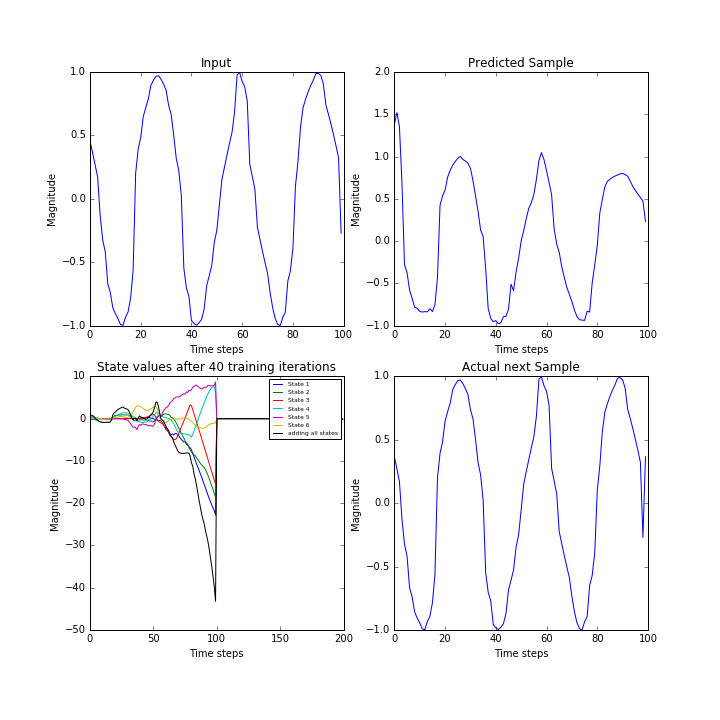 Input
Magnitude
1.0
0.5
0.0
−0.5
−1.0
0
20
40
60
80
100
Time steps
Predicted Sample
Magnitude
2.0
1.5
1.0
0.5
0.0
−0.5
−1.0
0
20
40
60
80
100
Time steps
State values after 40 training iterations
Magnitude
10
0
−10
−20
−30
−40
−50
0
50
100
150
200
Time steps
State 1
State 2
State 3
State 4
State 5
State 6
adding all states
Actual next Sample
Magnitude
1.0
0.5
0.0
−0.5
−1.0
0
20
40
60
80
100
Time steps